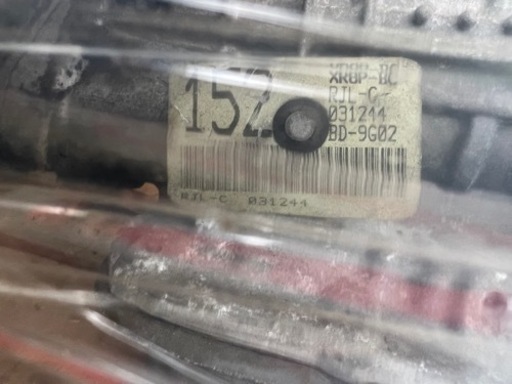 152
XR8P-BC
RJL-C-
031244
BD-9G02
RJL-C 031244